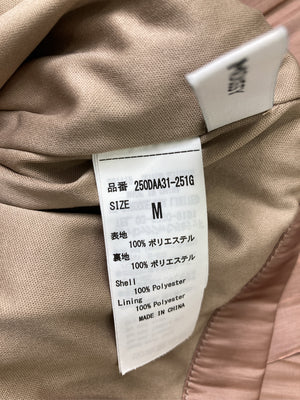 品番 250DAA31-251G
SIZE
M
表地
100% ポリエステル
裏地
100% ポリエステル
Shell
100% Polyester
Lining
100% Polyester
MADE IN CHINA